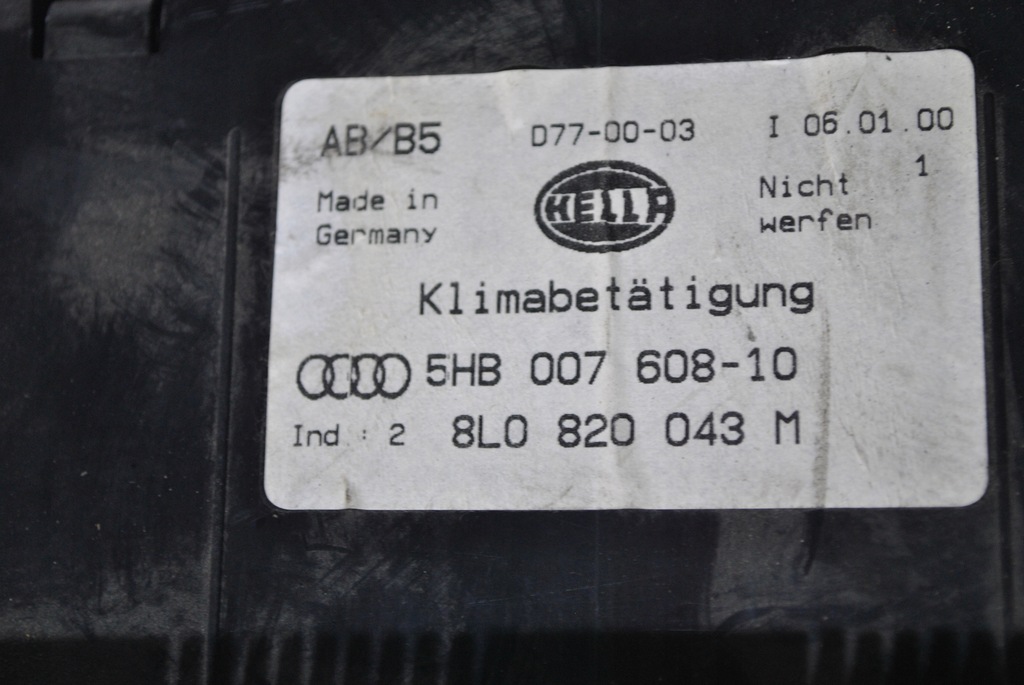 AB/B5 D77-00-03 I 06.01.00
1
Made in
Germany
HELLA
Nicht
werfen
Klimabetätigung
5HB 007 608-10
Ind : 2 8L0 820 043 M